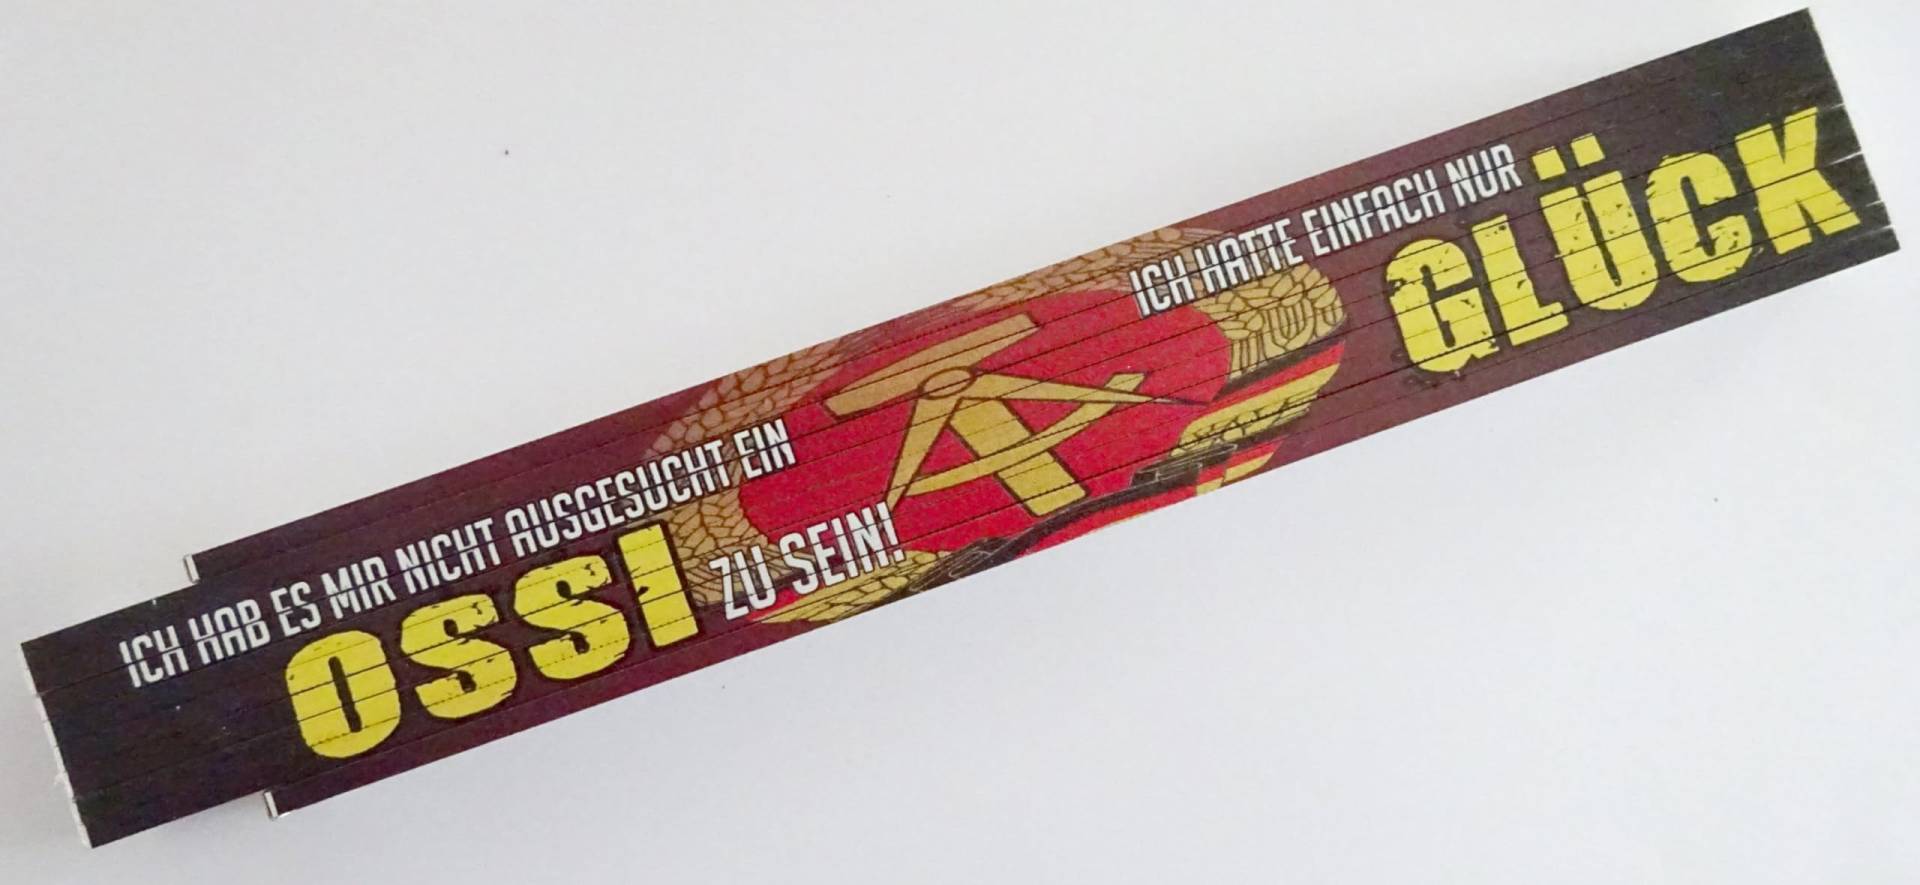 ICH HAB ES MIR NICHT AUSGESUCHT EIN
OSSI ZU SEIN!
ICH HATTE EINFACH NUR
GLÜCK